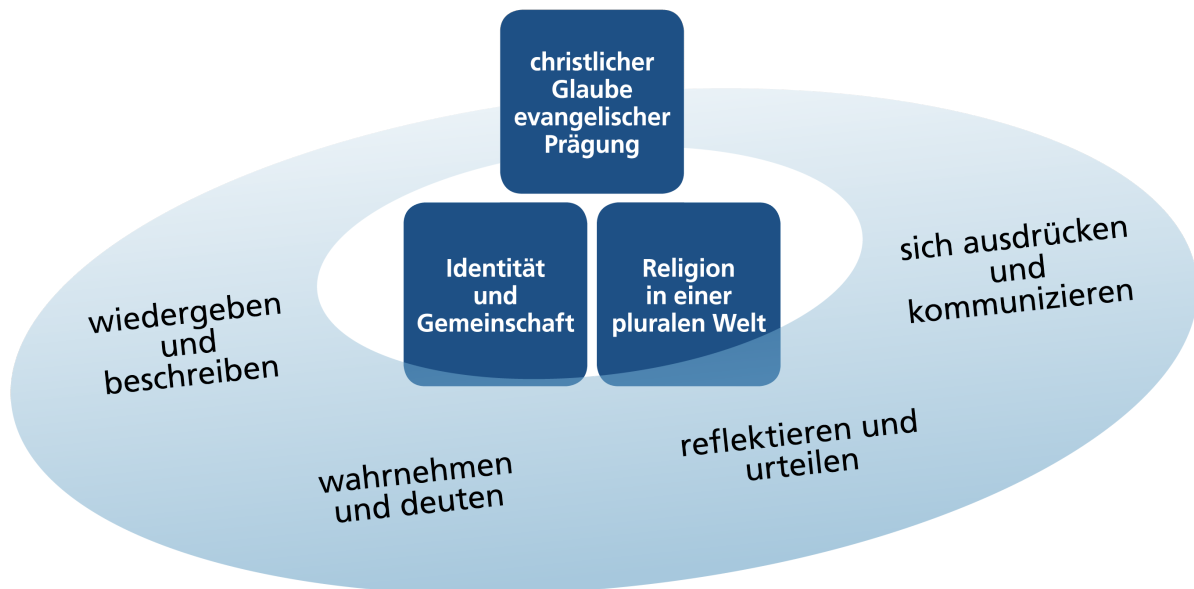 christlicher
Glaube
evangelischer
Prägung
Identität
und
Gemeinschaft
Religion
in einer
pluralen Welt
wiedergeben
und
beschreiben
wahrnehmen
und deuten
reflektieren und
urteilen
sich ausdrücken
und
kommunizieren